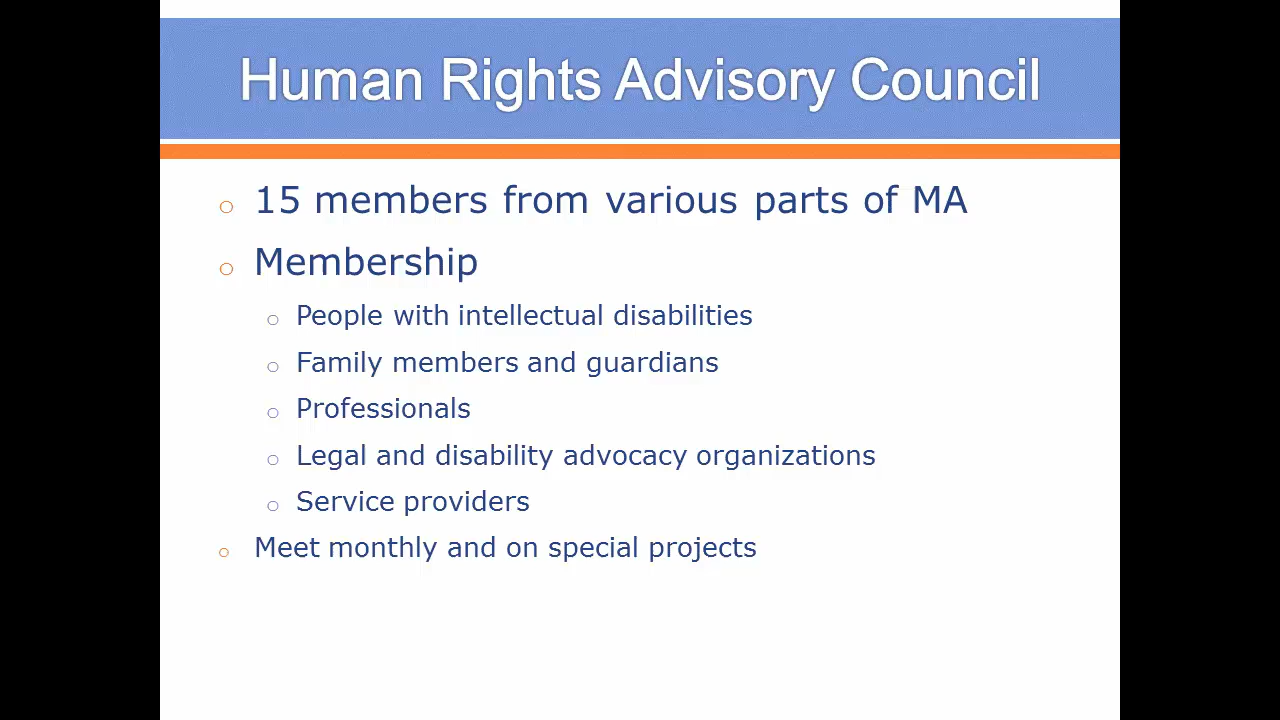 Human Rights Advisory Council
15 members from various parts of MA
Membership
People with intellectual disabilities
Family members and guardians
Professionals
Legal and disability advocacy organizations
Service providers
Meet monthly and on special projects